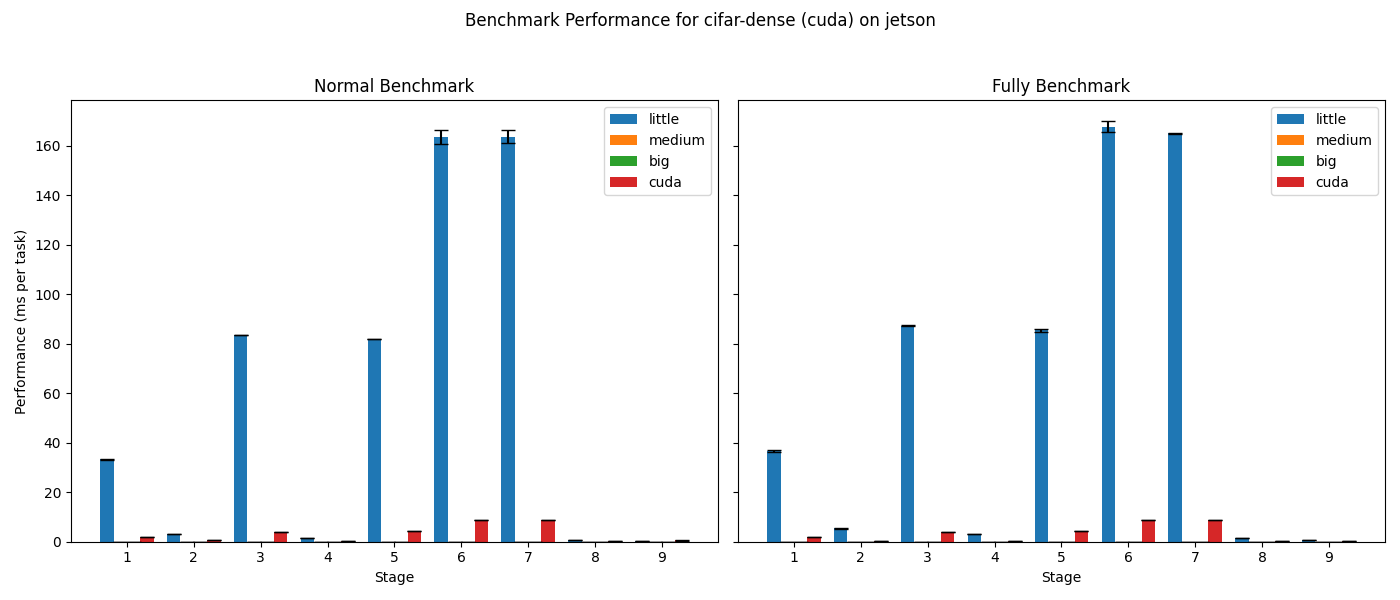 Benchmark Performance for cifar-dense (cuda) on jetson
Normal Benchmark
Performance (ms per task)
160
140
120
100
80
60
40
20
0
1 2 3 4 5 6 7 8 9
Stage
little
medium
big
cuda
Fully Benchmark
1 2 3 4 5 6 7 8 9
Stage
little
medium
big
cuda